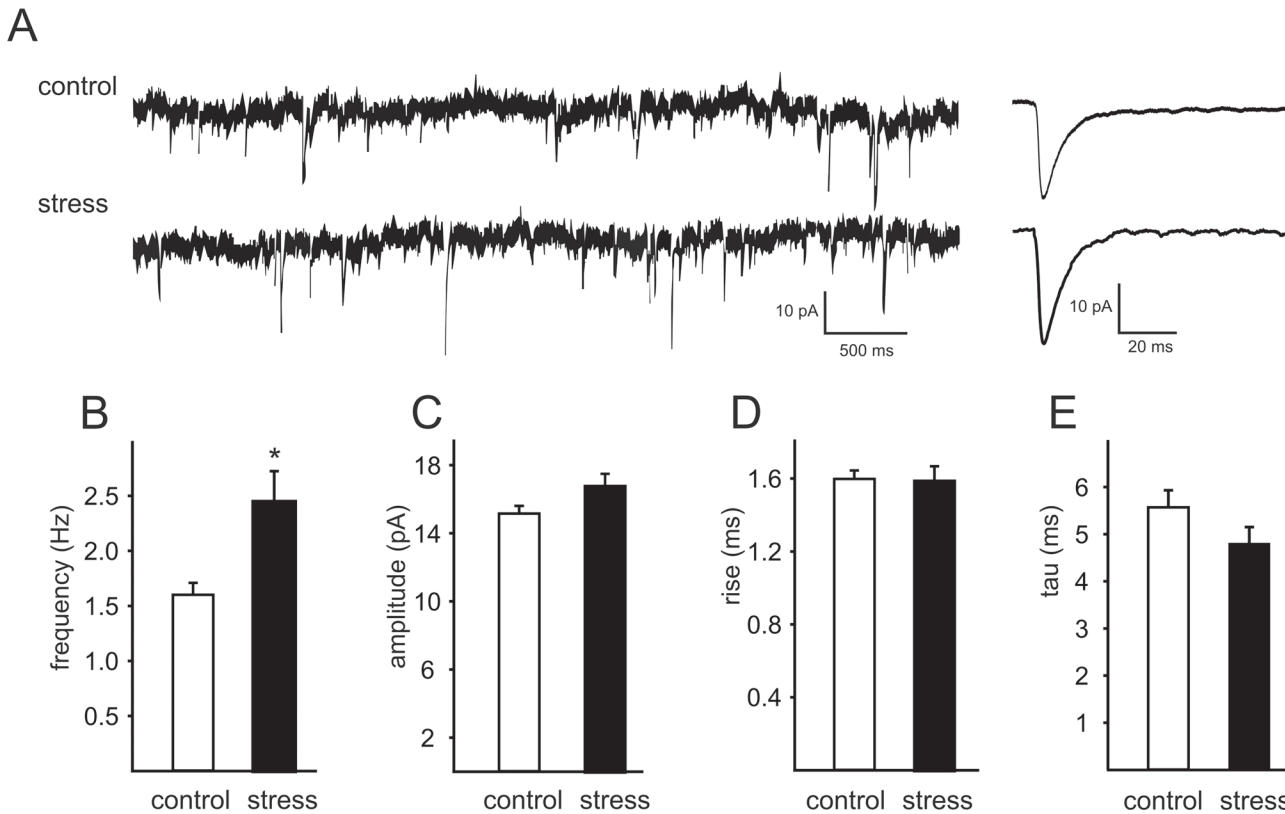 A
control
stress
10 pA
500 ms
10 pA
20 ms
B
frequency (Hz)
2.5
2.0
1.5
1.0
0.5
*
control stress
C
amplitude (pA)
18
14
10
6
2
control stress
D
rise (ms)
1.6
1.2
0.8
0.4
control stress
E
tau (ms)
6
5
4
3
2
1
control stress